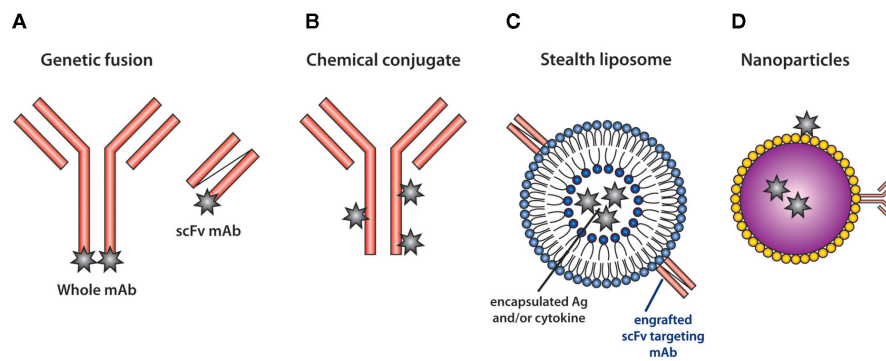 A
Genetic fusion
scFv mAb
Whole mAb
B
Chemical conjugate
C
Stealth liposome
encapsulated Ag
and/or cytokine
engrafted
scFv targeting
mAb
D
Nanoparticles